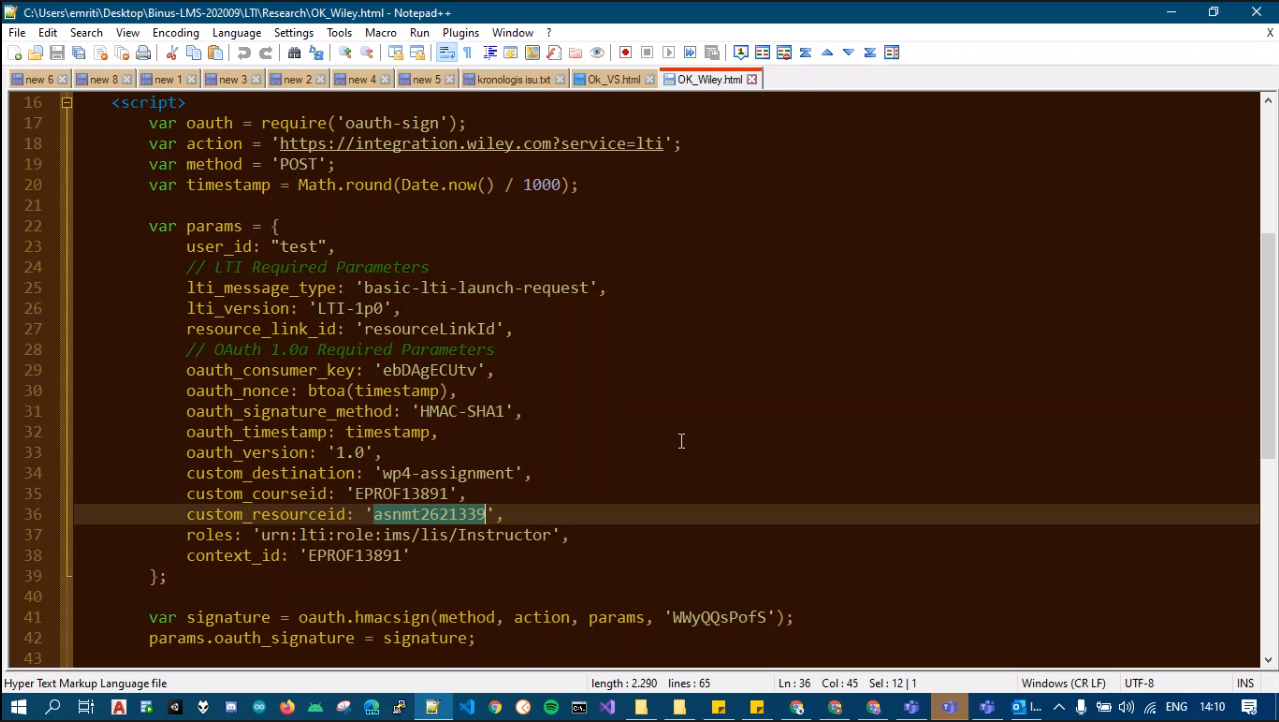 C:\Users\emriti\Desktop\Binus-LMS-202009\LTI\Research\OK_Wiley.html - Notepad++
File Edit Search View Encoding Language Settings Tools Macro Run Plugins Window ? X
new 6 new 8 new 1 new 3 new 2 new 4 new 5 kronologis isu.txt Ok_VS.html OK_Wiley.html
16 <script>
17 var oauth = require('oauth-sign');
18 var action = 'https://integration.wiley.com?service=lti';
19 var method = 'POST';
20 var timestamp = Math.round(Date.now() / 1000);
21
22 var params = {
23 user_id: "test",
24 // LTI Required Parameters
25 lti_message_type: 'basic-lti-launch-request',
26 lti_version: 'LTI-1p0',
27 resource_link_id: 'resourceLinkId',
28 // OAuth 1.0a Required Parameters
29 oauth_consumer_key: 'ebDAgECUtv',
30 oauth_nonce: btoa(timestamp),
31 oauth_signature_method: 'HMAC-SHA1',
32 oauth_timestamp: timestamp,
33 oauth_version: '1.0',
34 custom_destination: 'wp4-assignment',
35 custom_courseid: 'EPROF13891',
36 custom_resourceid: 'asnmt2621339',
37 roles: 'urn:lti:role:ims/lis/Instructor',
38 context_id: 'EPROF13891'
39 };
40
41 var signature = oauth.hmacsign(method, action, params, 'WWyQQsPofS');
42 params.oauth_signature = signature;
43
Hyper Text Markup Language file length : 2.290 lines : 65 Ln : 36 Col : 45 Sel : 12 | 1 Windows (CR LF) UTF-8 INS
ENG 14:10